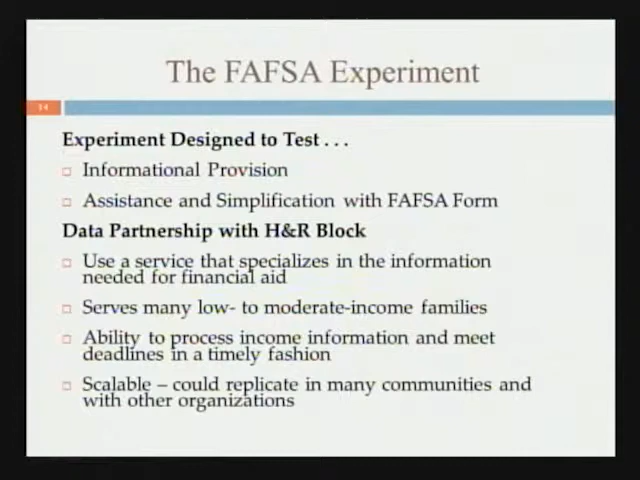 The FAFSA Experiment
14
Experiment Designed to Test . . .
Informational Provision
Assistance and Simplification with FAFSA Form
Data Partnership with H&R Block
Use a service that specializes in the information
needed for financial aid
Serves many low- to moderate-income families
Ability to process income information and meet
deadlines in a timely fashion
Scalable – could replicate in many communities and
with other organizations